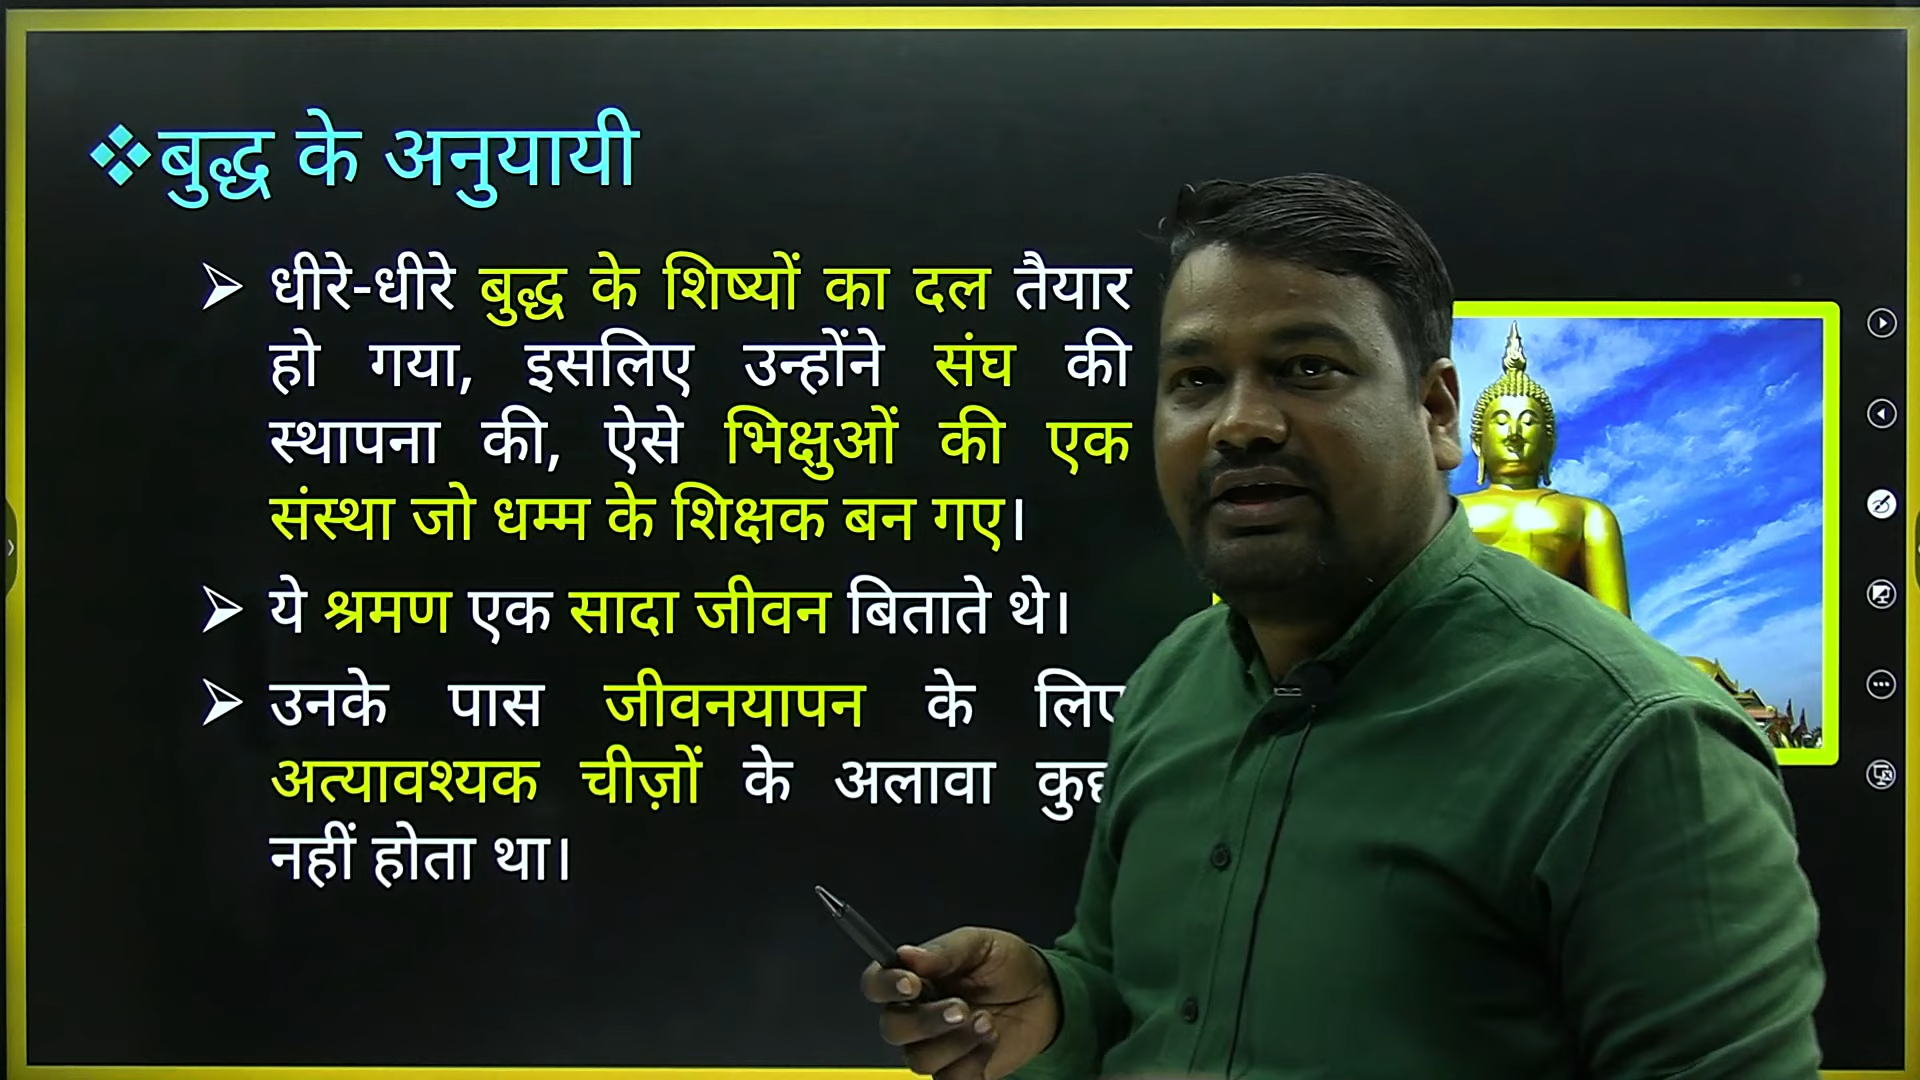 ❖बुद्ध के अनुयायी
➢ धीरे-धीरे बुद्ध के शिष्यों का दल तैयार
हो गया, इसलिए उन्होंने संघ की
स्थापना की, ऐसे भिक्षुओं की एक
संस्था जो धम्म के शिक्षक बन गए।
➢ ये श्रमण एक सादा जीवन बिताते थे।
➢ उनके पास जीवनयापन के
अत्यावश्यक चीज़ों के अलावा
नहीं होता था।